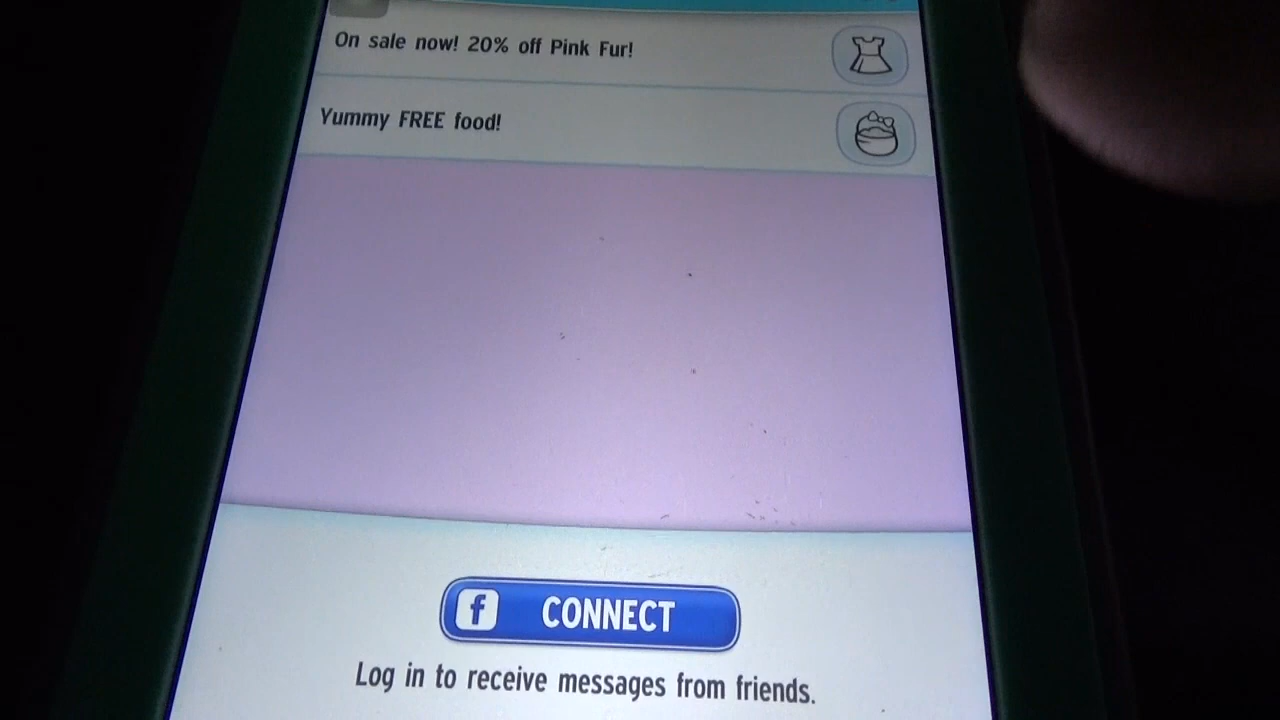 On sale now! 20% off Pink Fur!
Yummy FREE food!
f CONNECT
Log in to receive messages from friends.